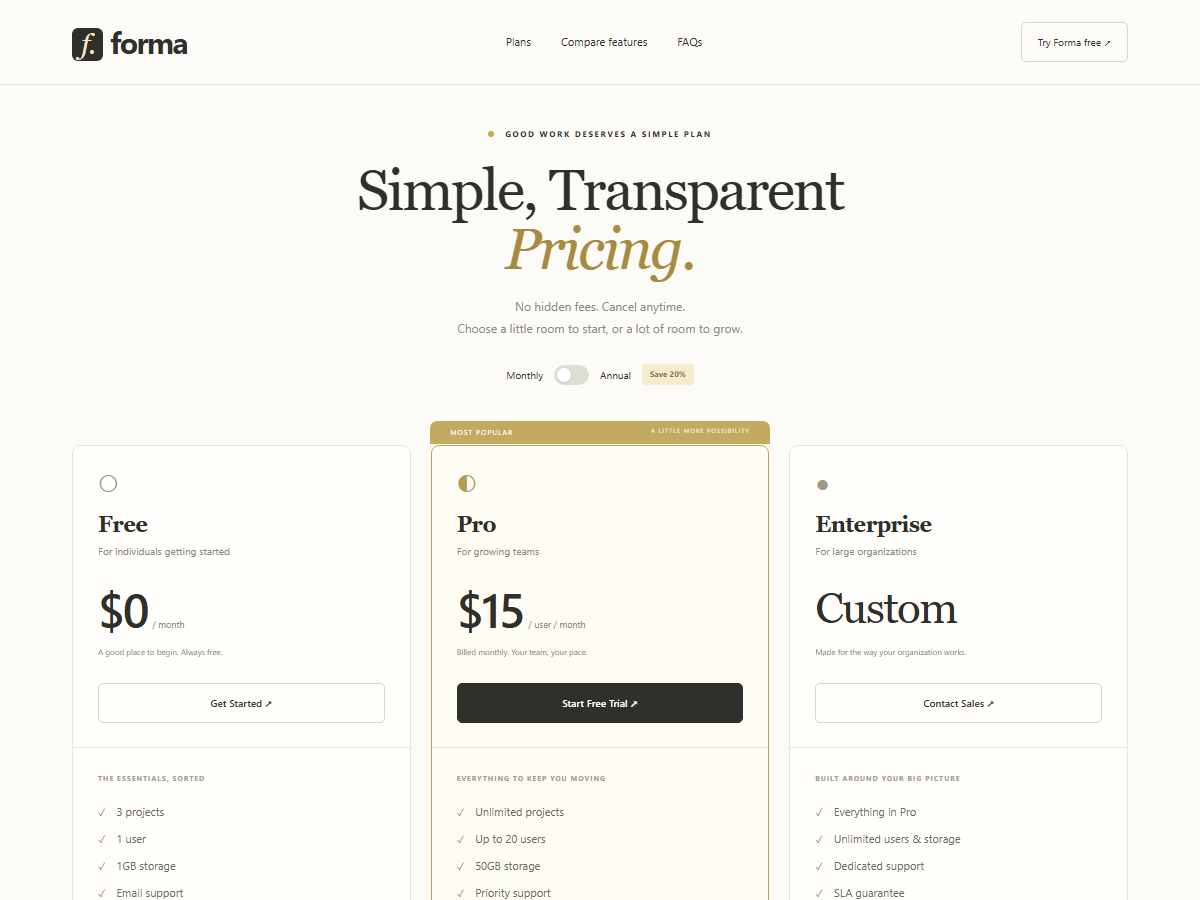 f. forma
Plans
Compare features
FAQs
Try Forma free ↗
GOOD WORK DESERVES A SIMPLE PLAN
Simple, Transparent
Pricing.
No hidden fees. Cancel anytime.
Choose a little room to start, or a lot of room to grow.
Monthly
Annual
Save 20%
MOST POPULAR
A LITTLE MORE POSSIBILITY
Free
For individuals getting started
$0 / month
A good place to begin. Always free.
Get Started ↗
THE ESSENTIALS, SORTED
✓ 3 projects
✓ 1 user
✓ 1GB storage
✓ Email support
Pro
For growing teams
$15 / user / month
Billed monthly. Your team, your pace.
Start Free Trial ↗
EVERYTHING TO KEEP YOU MOVING
✓ Unlimited projects
✓ Up to 20 users
✓ 50GB storage
✓ Priority support
Enterprise
For large organizations
Custom
Made for the way your organization works.
Contact Sales ↗
BUILT AROUND YOUR BIG PICTURE
✓ Everything in Pro
✓ Unlimited users & storage
✓ Dedicated support
✓ SLA guarantee